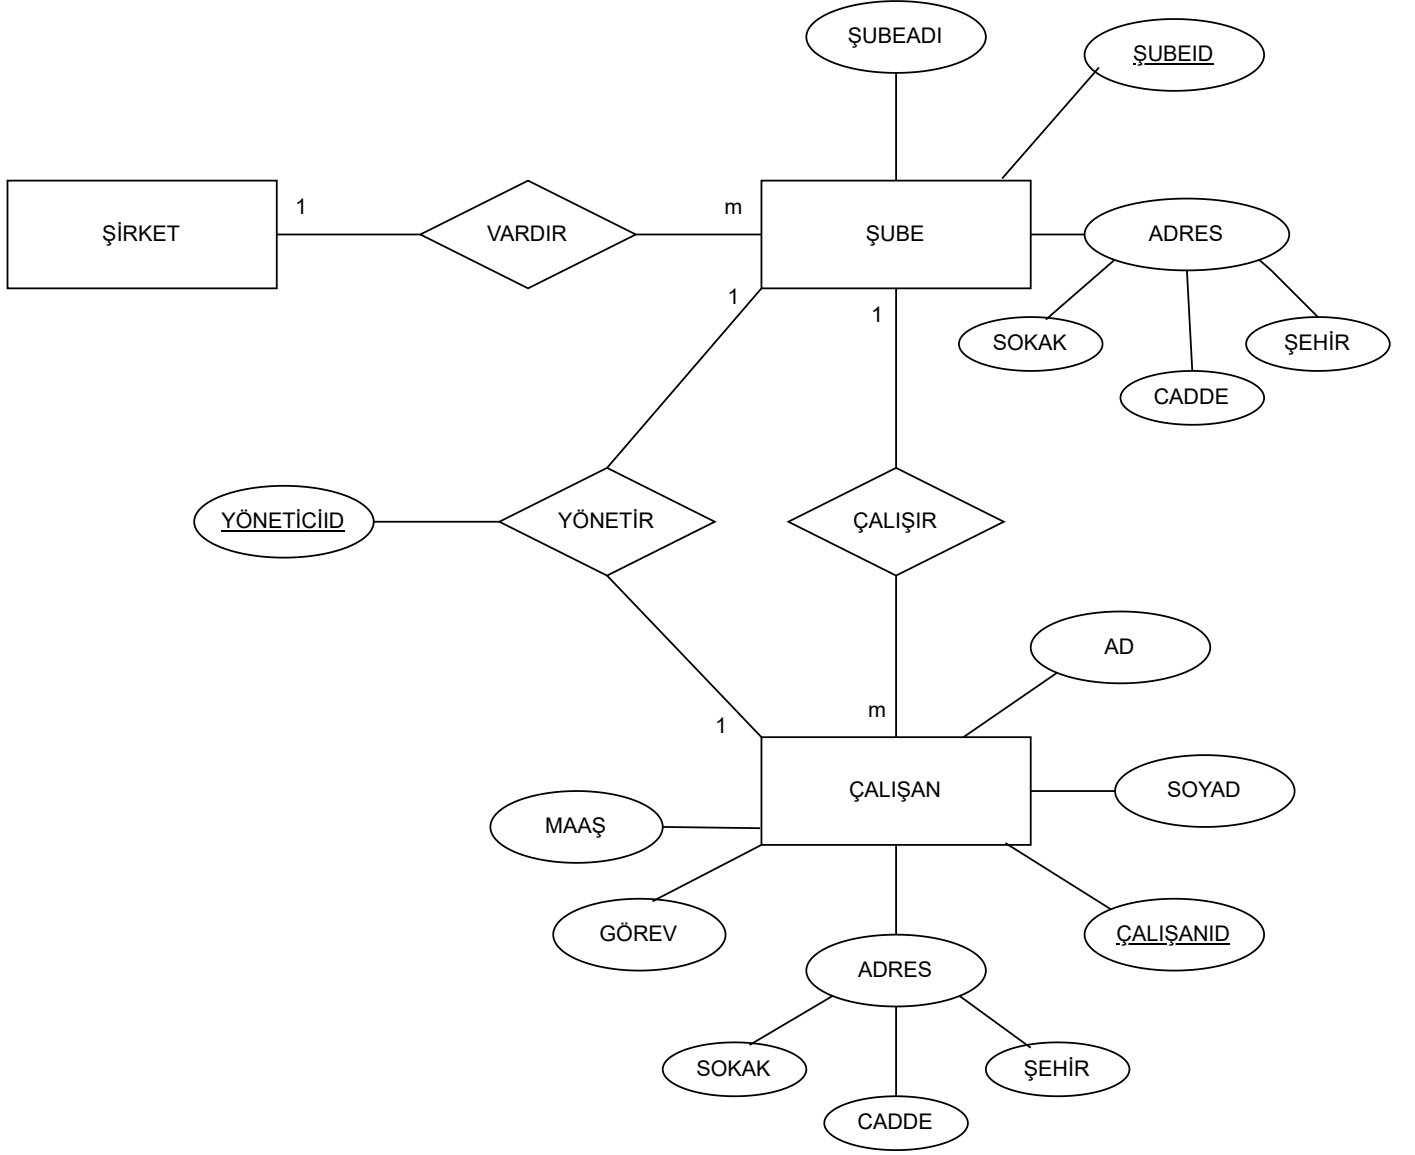 ŞUBEADI
ŞUBEID
ŞİRKET
1
VARDIR
m
ŞUBE
ADRES
1
1
SOKAK
ŞEHİR
CADDE
YÖNETİCİID
YÖNETİR
ÇALIŞIR
AD
m
1
ÇALIŞAN
SOYAD
MAAŞ
GÖREV
ÇALIŞANID
ADRES
SOKAK
ŞEHİR
CADDE